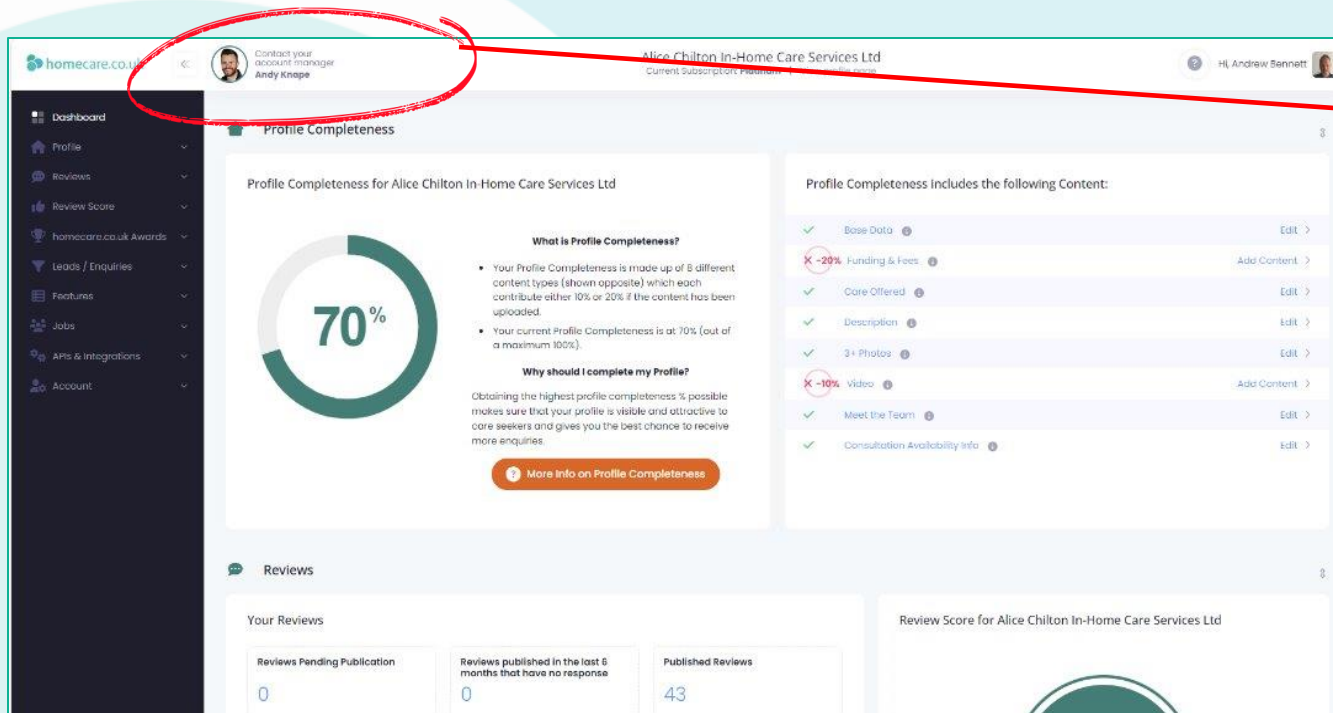 homecare.co.u
Contact your
account manager
Andy Knape
Alice Chilton In-Home Care Services Ltd
Current Subscription: Platinum
Hi, Andrew Bennett
Dashboard
Profile
Reviews
Review Score
homecare.co.uk Awards
Leads / Enquiries
Features
Jobs
APIs & Integrations
Account
Profile Completeness
Profile Completeness for Alice Chilton In-Home Care Services Ltd
70%
What is Profile Completeness?
• Your Profile Completeness is made up of 8 different
content types (shown opposite) which each
contribute either 10% or 20% if the content has been
uploaded.
• Your current Profile Completeness is at 70% (out of
a maximum 100%).
Why should I complete my Profile?
Obtaining the highest profile completeness % possible
makes sure that your profile is visible and attractive to
care seekers and gives you the best chance to receive
more enquiries.
? More Info on Profile Completeness
Profile Completeness Includes the following Content:
Base Data Edit >
-20% Funding & Fees Add Content >
Care Offered Edit >
Description Edit >
3+ Photos Edit >
-10% Video Add Content >
Meet the Team Edit >
Consultation Availability Info Edit >
Reviews
Your Reviews
Reviews Pending Publication
0
Reviews published in the last 6
months that have no response
0
Published Reviews
43
Review Score for Alice Chilton In-Home Care Services Ltd